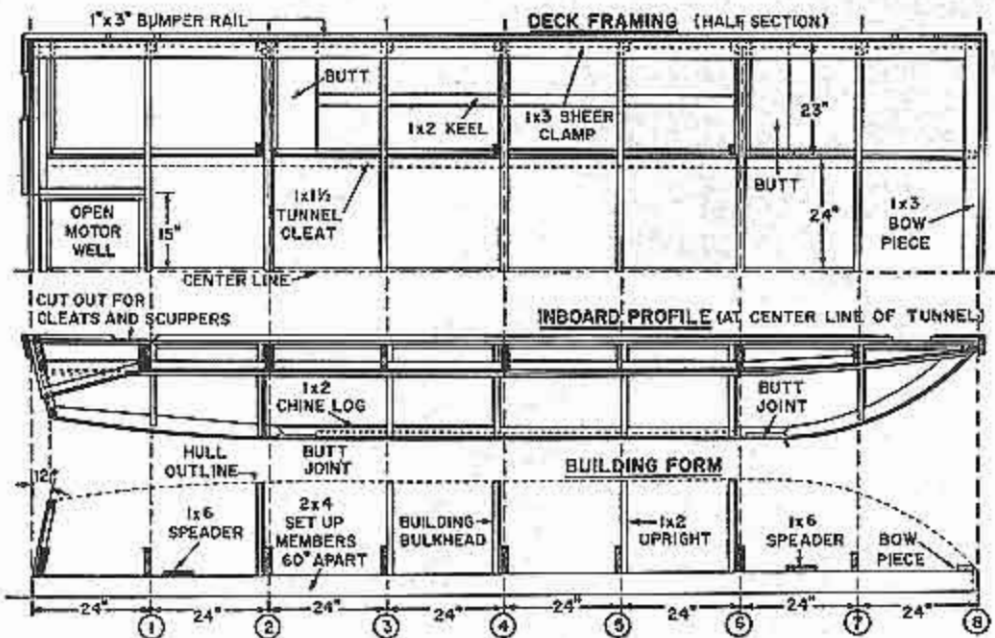 1"x3" BUMPER RAIL
DECK FRAMING (HALF SECTION)
BUTT
1x2 KEEL
1x3 SHEER
CLAMP
23"
1x1½
TUNNEL
CLEAT
BUTT
24"
1x3
BOW
PIECE
OPEN
MOTOR
WELL
15"
CENTER LINE
CUT OUT FOR
CLEATS AND SCUPPERS
INBOARD PROFILE (AT CENTER LINE OF TUNNEL)
1x2
CHINE LOG
BUTT
JOINT
HULL
OUTLINE
BUTT
JOINT
BUILDING FORM
12°
1x6
SPEADER
2x4
SET UP
MEMBERS
60" APART
BUILDING
BULKHEAD
1x2
UPRIGHT
1x6
SPEADER
BOW
PIECE
24" 24" 24" 24" 24" 24" 24" 24"
1 2 3 4 5 6 7 8